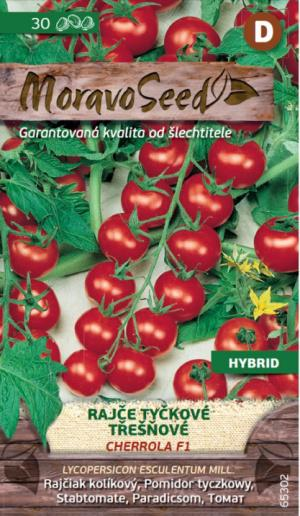 30
D
MoravoSeed
Garantovaná kvalita od šlechtitele
HYBRID
RAJČE TYČKOVÉ
TŘEŠŇOVÉ
CHERROLA F1
LYCOPERSICON ESCULENTUM MILL.
Rajčiak kolíkový, Pomidor tyczkowy,
Stabtomate, Paradicsom, Томат
65302